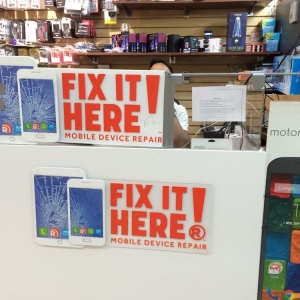 FIX IT!
HERE
MOBILE DEVICE REPAIR
motor
FIX IT!
HERE®
MOBILE DEVICE REPAIR